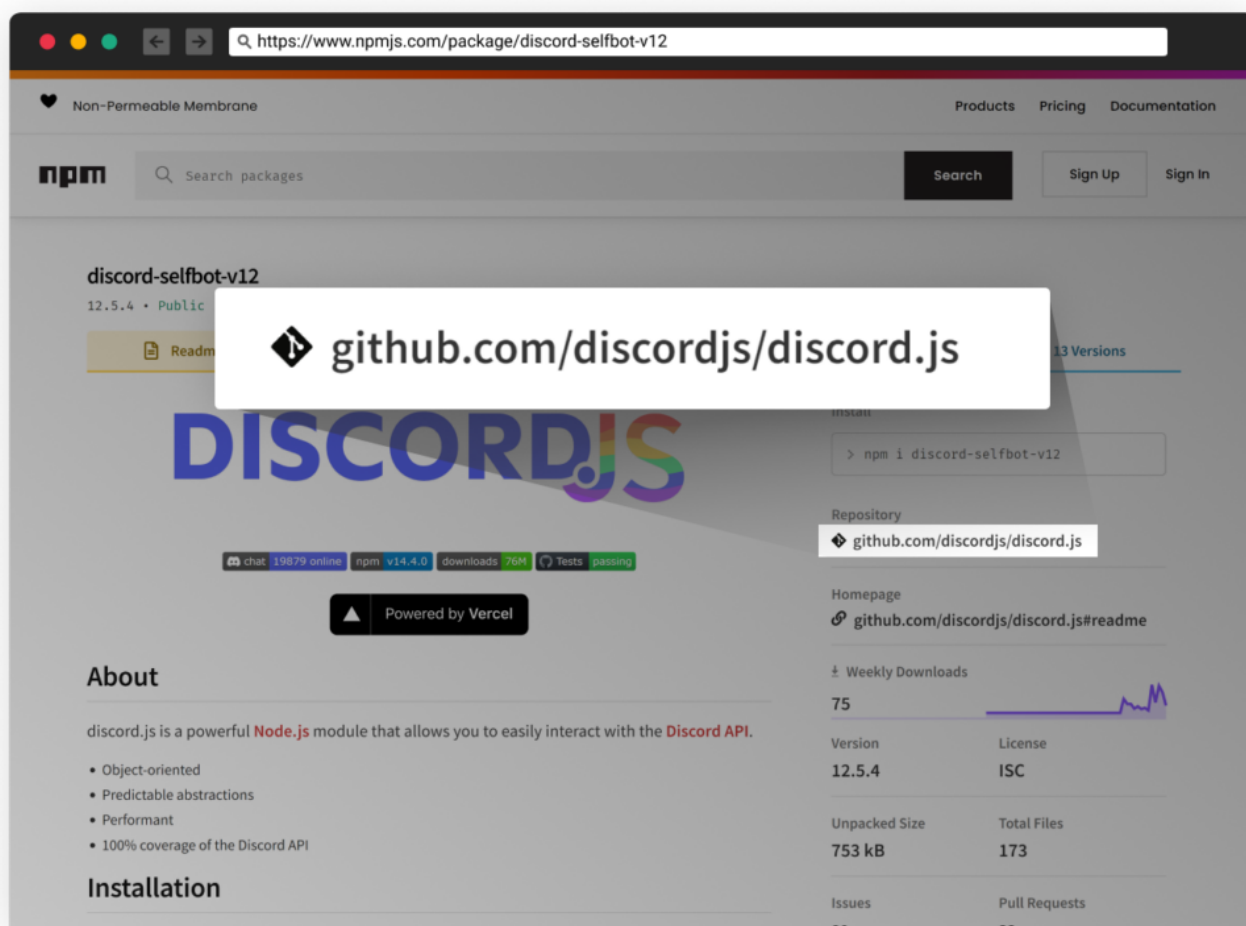 https://www.npmjs.com/package/discord-selfbot-v12
Non-Permeable Membrane
Products Pricing Documentation
npm
Search packages
Search
Sign Up
Sign In
discord-selfbot-v12
12.5.4 • Public
Readm
13 Versions
github.com/discordjs/discord.js
DISCORD.JS
chat 19879 online npm v14.4.0 downloads 76M Tests passing
Powered by Vercel
About
discord.js is a powerful Node.js module that allows you to easily interact with the Discord API.
• Object-oriented
• Predictable abstractions
• Performant
• 100% coverage of the Discord API
Installation
Install
> npm i discord-selfbot-v12
Repository
github.com/discordjs/discord.js
Homepage
github.com/discordjs/discord.js#readme
Weekly Downloads
75
Version License
12.5.4 ISC
Unpacked Size Total Files
753 kB 173
Issues Pull Requests